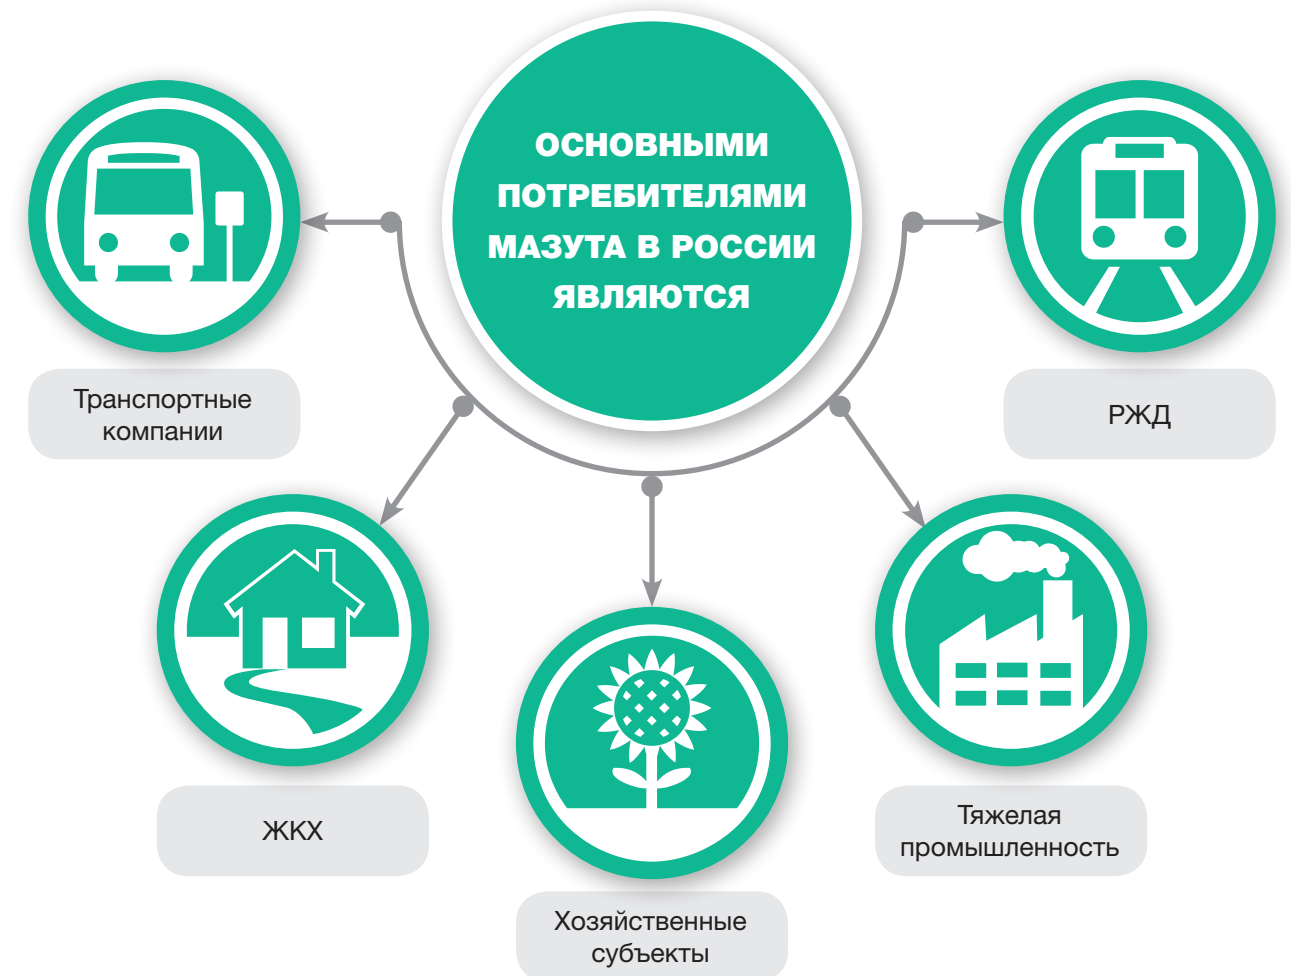 ОСНОВНЫМИ
ПОТРЕБИТЕЛЯМИ
МАЗУТА В РОССИИ
ЯВЛЯЮТСЯ
Транспортные
компании
РЖД
ЖКХ
Тяжелая
промышленность
Хозяйственные
субъекты